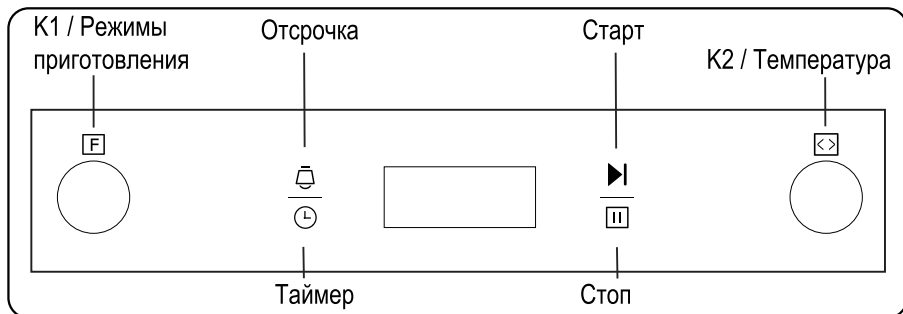 K1 / Режимы
приготовления
Отсрочка
Старт
K2 / Температура
F
Таймер
Стоп